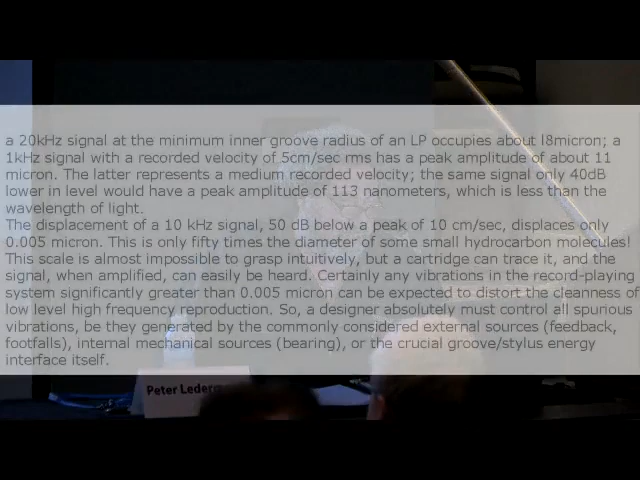 a 20kHz signal at the minimum inner groove radius of an LP occupies about l8micron; a
1kHz signal with a recorded velocity of 5cm/sec rms has a peak amplitude of about 11
micron. The latter represents a medium recorded velocity; the same signal only 40dB
lower in level would have a peak amplitude of 113 nanometers, which is less than the
wavelength of light.
The displacement of a 10 kHz signal, 50 dB below a peak of 10 cm/sec, displaces only
0.005 micron. This is only fifty times the diameter of some small hydrocarbon molecules!
This scale is almost impossible to grasp intuitively, but a cartridge can trace it, and the
signal, when amplified, can easily be heard. Certainly any vibrations in the record-playing
system significantly greater than 0.005 micron can be expected to distort the cleanness of
low level high frequency reproduction. So, a designer absolutely must control all spurious
vibrations, be they generated by the commonly considered external sources (feedback,
footfalls), internal mechanical sources (bearing), or the crucial groove/stylus energy
interface itself.
Peter